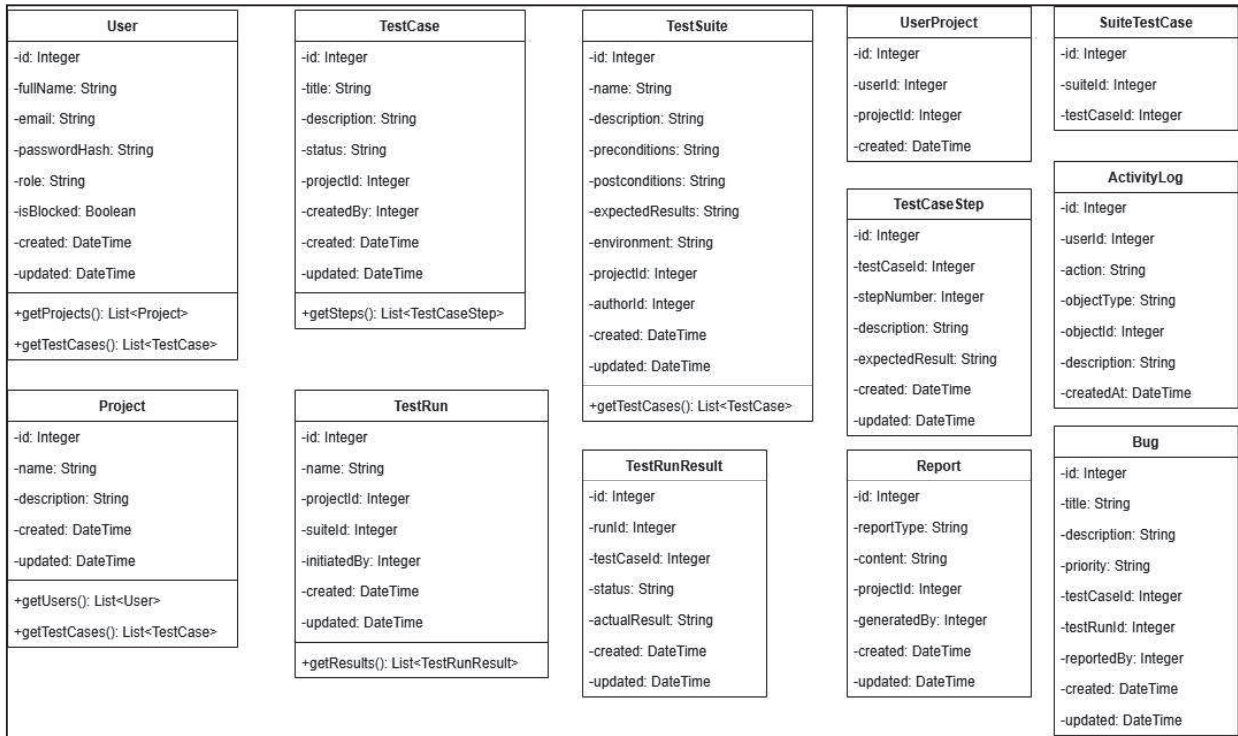 User
-id: Integer
-fullName: String
-email: String
-passwordHash: String
-role: String
-isBlocked: Boolean
-created: DateTime
-updated: DateTime
+getProjects(): List<Project>
+getTestCases(): List<TestCase>
TestCase
-id: Integer
-title: String
-description: String
-status: String
-projectId: Integer
-createdBy: Integer
-created: DateTime
-updated: DateTime
+getSteps(): List<TestCaseStep>
TestSuite
-id: Integer
-name: String
-description: String
-preconditions: String
-postconditions: String
-expectedResults: String
-environment: String
-projectId: Integer
-authorId: Integer
-created: DateTime
-updated: DateTime
+getTestCases(): List<TestCase>
UserProject
-id: Integer
-userId: Integer
-projectId: Integer
-created: DateTime
SuiteTestCase
-id: Integer
-suiteId: Integer
-testCaseId: Integer
TestCaseStep
-id: Integer
-testCaseId: Integer
-stepNumber: Integer
-description: String
-expectedResult: String
-created: DateTime
-updated: DateTime
ActivityLog
-id: Integer
-userId: Integer
-action: String
-objectType: String
-objectId: Integer
-description: String
-createdAt: DateTime
Project
-id: Integer
-name: String
-description: String
-created: DateTime
-updated: DateTime
+getUsers(): List<User>
+getTestCases(): List<TestCase>
TestRun
-id: Integer
-name: String
-projectId: Integer
-suiteId: Integer
-initiatedBy: Integer
-created: DateTime
-updated: DateTime
+getResults(): List<TestRunResult>
TestRunResult
-id: Integer
-runId: Integer
-testCaseId: Integer
-status: String
-actualResult: String
-created: DateTime
-updated: DateTime
Report
-id: Integer
-reportType: String
-content: String
-projectId: Integer
-generatedBy: Integer
-created: DateTime
-updated: DateTime
Bug
-id: Integer
-title: String
-description: String
-priority: String
-testCaseId: Integer
-testRunId: Integer
-reportedBy: Integer
-created: DateTime
-updated: DateTime